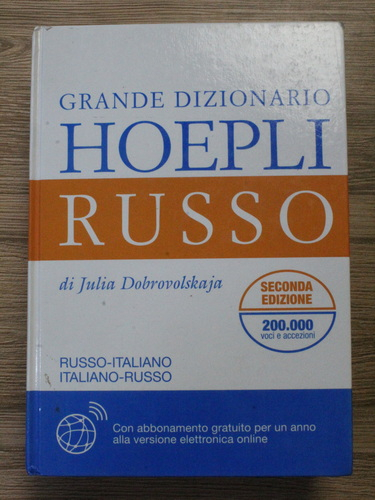 GRANDE DIZIONARIO
HOEPLI
RUSSO
di Julia Dobrovolskaja
SECONDA
EDIZIONE
200.000
voci e accezioni
RUSSO-ITALIANO
ITALIANO-RUSSO
Con abbonamento gratuito per un anno
alla versione elettronica online